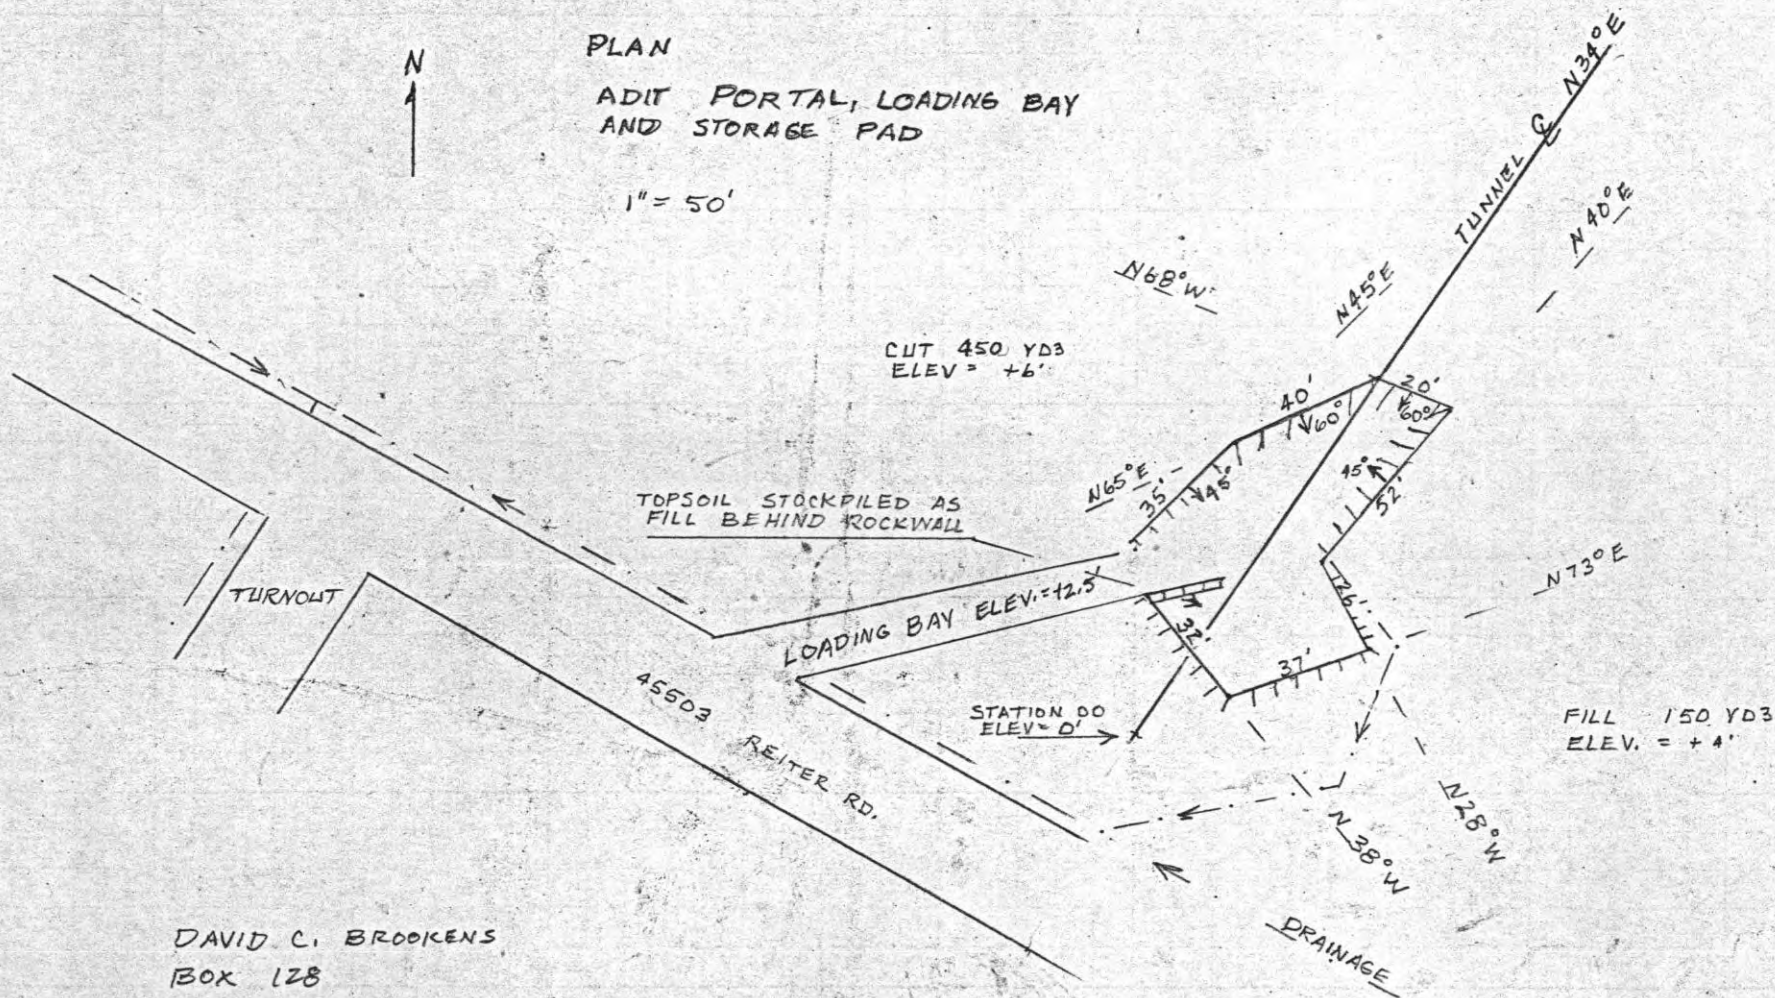 N
PLAN
ADIT PORTAL, LOADING BAY
AND STORAGE PAD
1" = 50'
TUNNEL ℄ N34°E
N40°E
N68°W
N45°E
CUT 450 YD3
ELEV = +6'
40'
60°
20'
60°
N65°E
35'
45°
45°
52'
TOPSOIL STOCKPILED AS
FILL BEHIND ROCKWALL
TURNOUT
LOADING BAY ELEV.=+2.5'
N73°E
26'
32'
37'
45503 REITER RD.
STATION 00
ELEV= 0'
FILL 150 YD3
ELEV. = +4'
N28°W
N38°W
DRAINAGE
DAVID C. BROOKENS
BOX 128